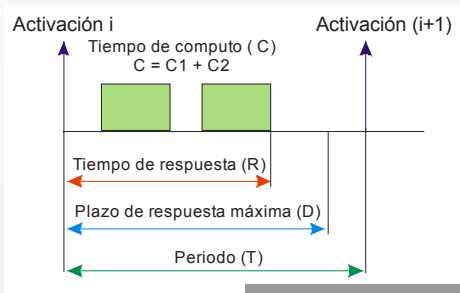 Activación i
Activación (i+1)
Tiempo de computo ( C)
C = C1 + C2
Tiempo de respuesta (R)
Plazo de respuesta máxima (D)
Periodo (T)